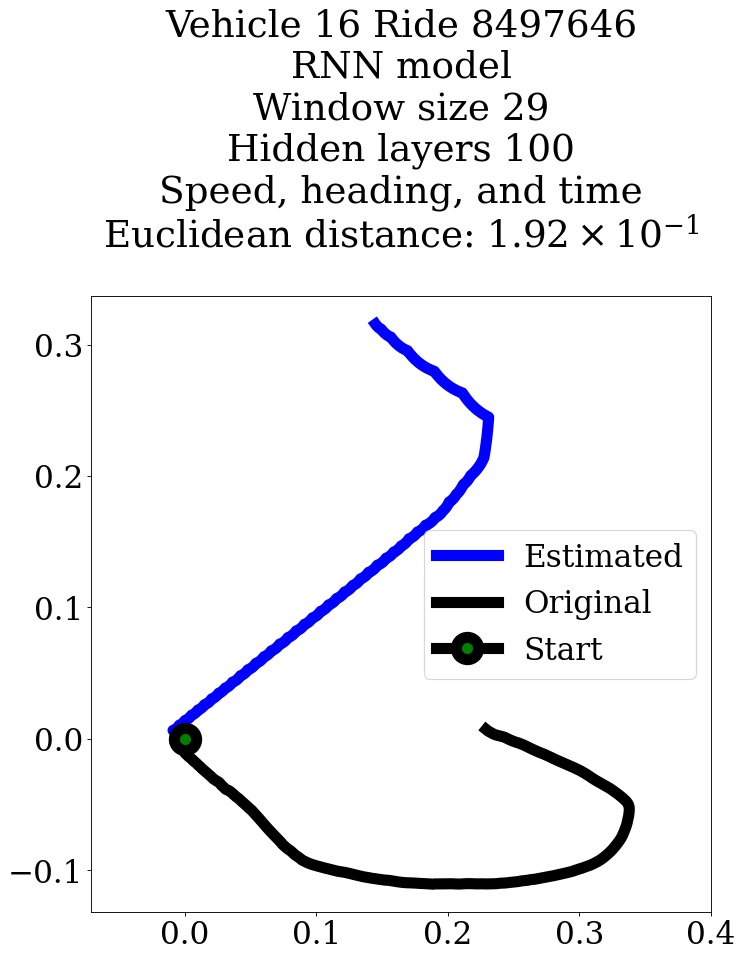 Vehicle 16 Ride 8497646
RNN model
Window size 29
Hidden layers 100
Speed, heading, and time
Euclidean distance: 1.92 × 10⁻¹
0.3
0.2
0.1
0.0
−0.1
Estimated
Original
Start
0.0 0.1 0.2 0.3 0.4